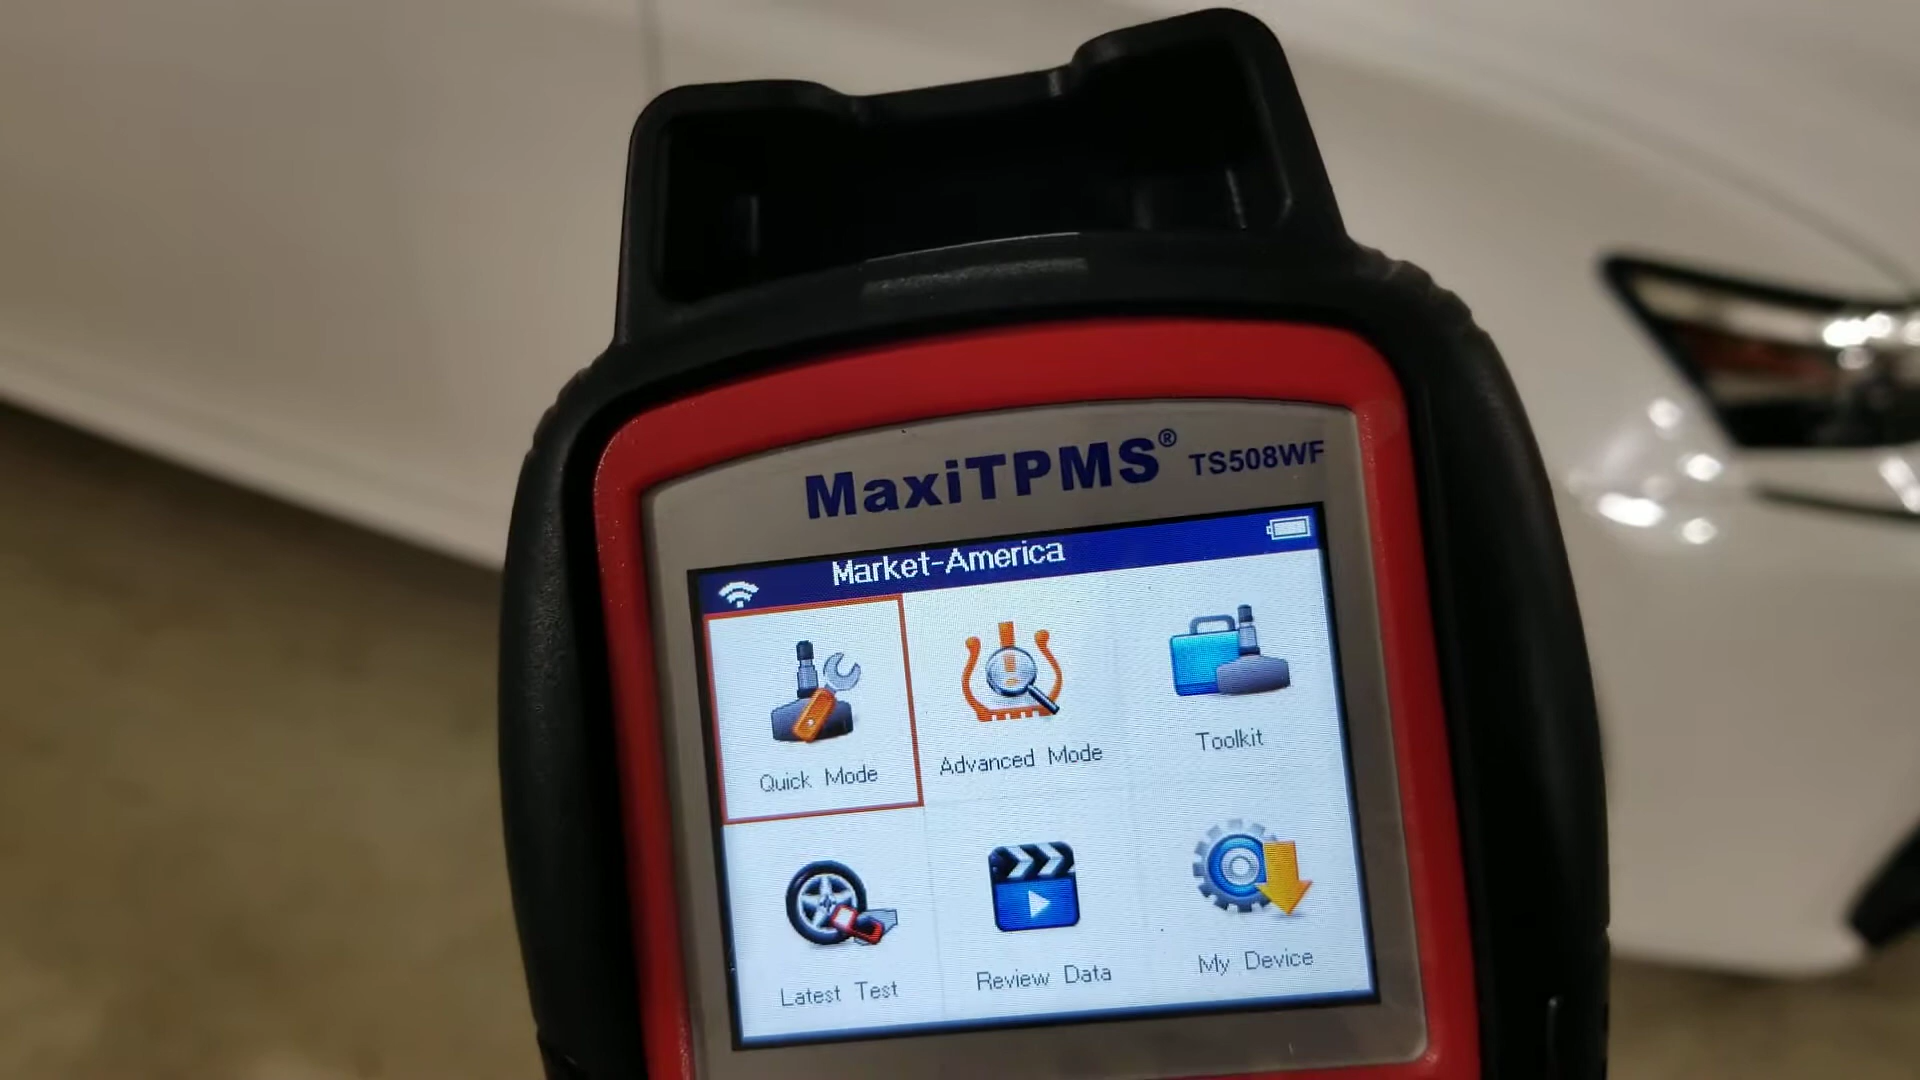 MaxiTPMS® TS508WF
Market-America
Quick Mode
Advanced Mode
Toolkit
Latest Test
Review Data
My Device